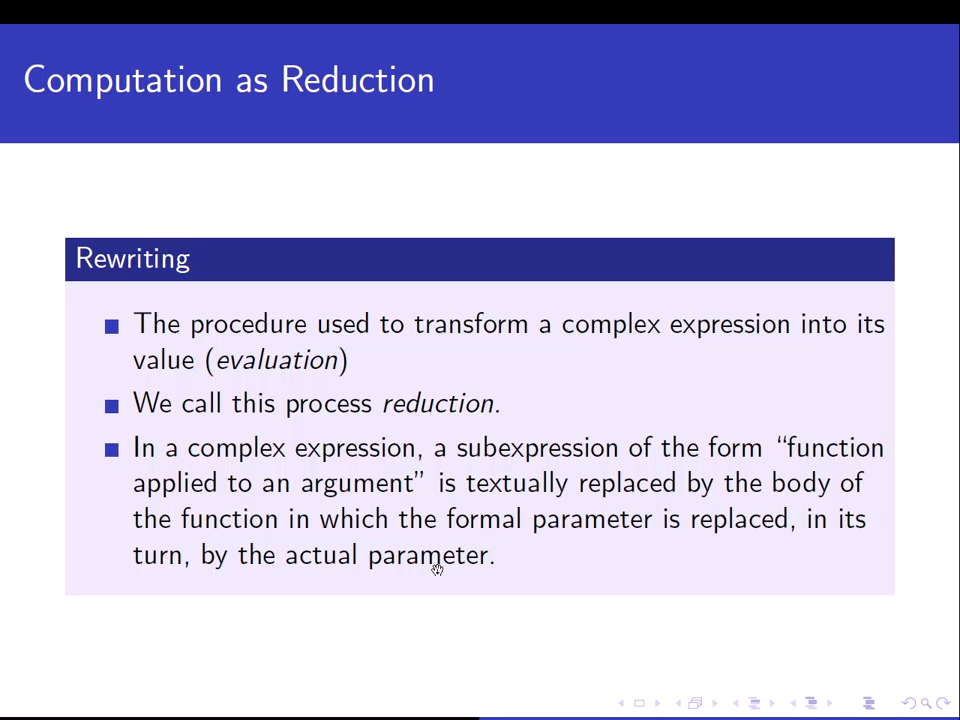 Computation as Reduction
Rewriting
The procedure used to transform a complex expression into its
value (evaluation)
We call this process reduction.
In a complex expression, a subexpression of the form “function
applied to an argument” is textually replaced by the body of
the function in which the formal parameter is replaced, in its
turn, by the actual parameter.